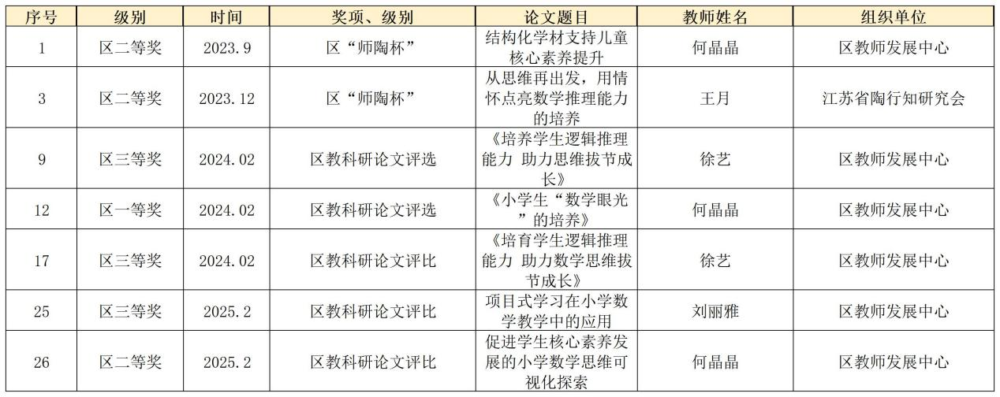 序号 级别 时间 奖项、级别 论文题目 教师姓名 组织单位
1 区二等奖 2023.9 区“师陶杯” 结构化学材支持儿童
核心素养提升 何晶晶 区教师发展中心
3 区二等奖 2023.12 区“师陶杯” 从思维再出发，用情
怀点亮数学推理能力
的培养 王月 江苏省陶行知研究会
9 区三等奖 2024.02 区教科研论文评选 《培养学生逻辑推理
能力 助力思维拔节成
长》 徐艺 区教师发展中心
12 区一等奖 2024.02 区教科研论文评选 《小学生“数学眼光
”的培养》 何晶晶 区教师发展中心
17 区三等奖 2024.02 区教科研论文评比 《培育学生逻辑推理
能力 助力数学思维拔
节成长》 徐艺 区教师发展中心
25 区三等奖 2025.2 区教科研论文评比 项目式学习在小学数
学教学中的应用 刘丽雅 区教师发展中心
26 区二等奖 2025.2 区教科研论文评比 促进学生核心素养发
展的小学数学思维可
视化探索 何晶晶 区教师发展中心